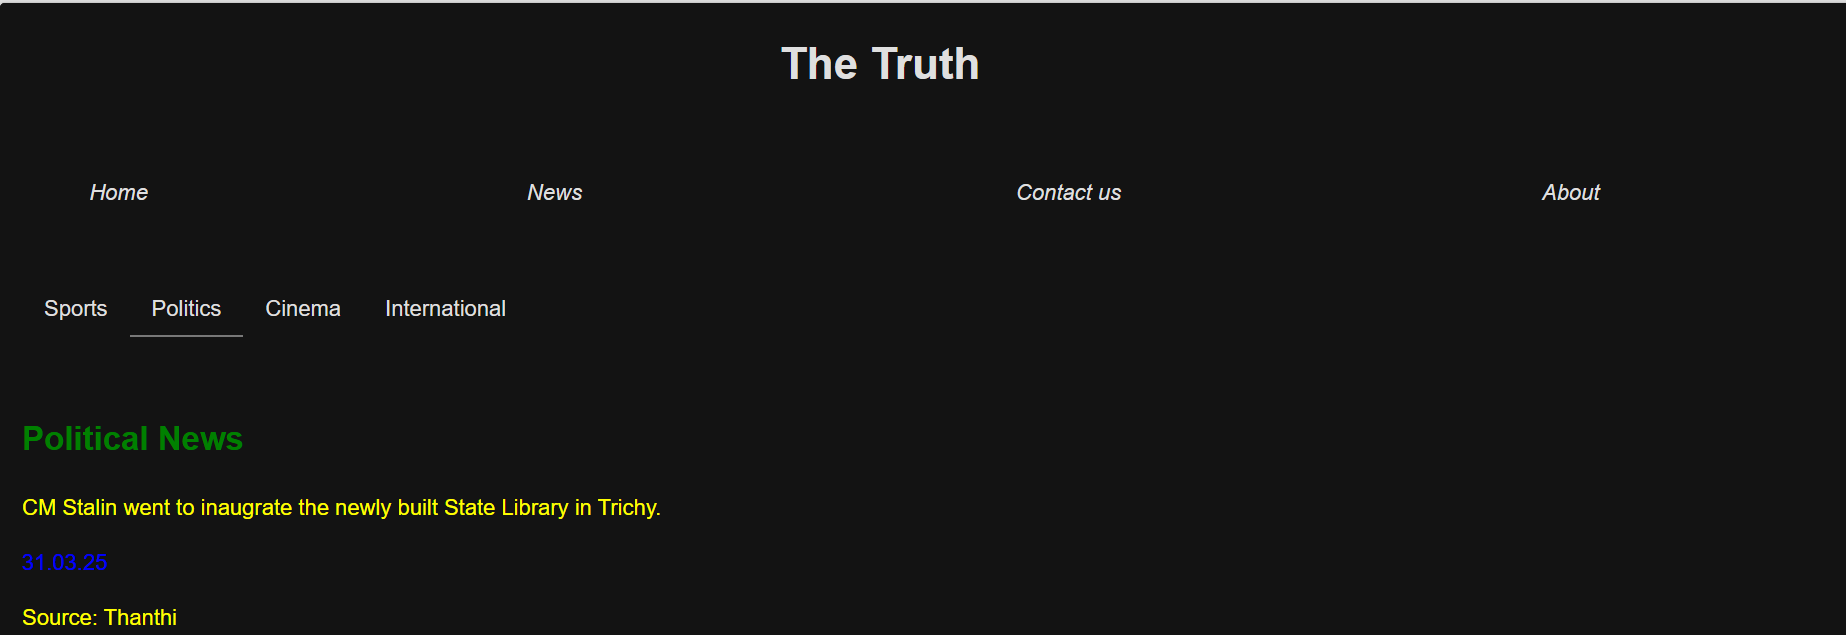 The Truth
Home News Contact us About
Sports Politics Cinema International
Political News
CM Stalin went to inaugrate the newly built State Library in Trichy.
31.03.25
Source: Thanthi